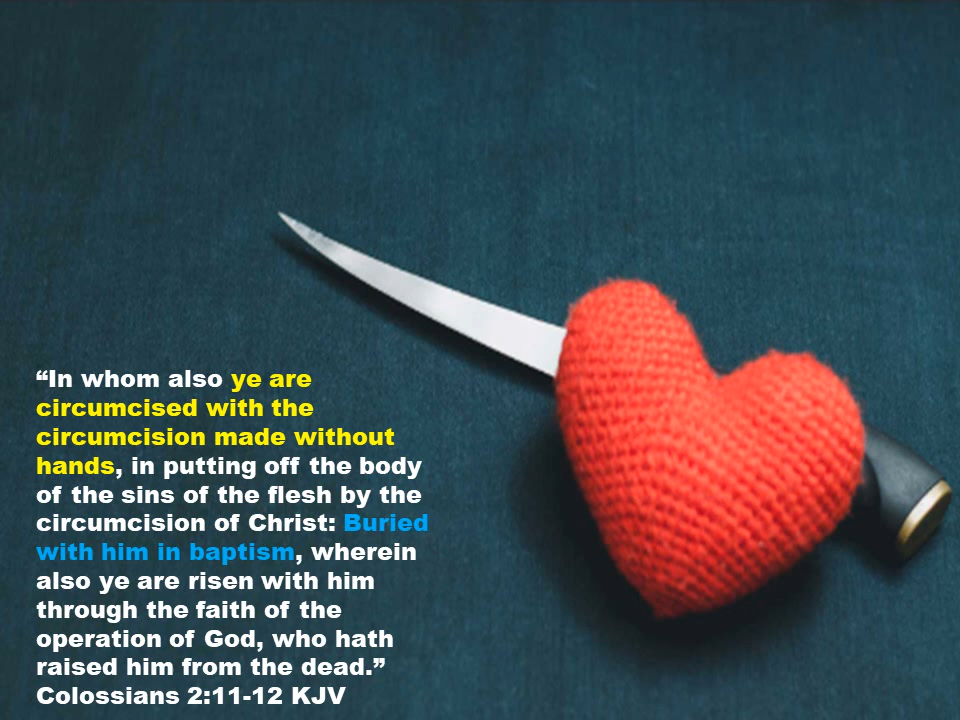 “In whom also ye are
circumcised with the
circumcision made without
hands, in putting off the body
of the sins of the flesh by the
circumcision of Christ: Buried
with him in baptism, wherein
also ye are risen with him
through the faith of the
operation of God, who hath
raised him from the dead.”
Colossians 2:11-12 KJV